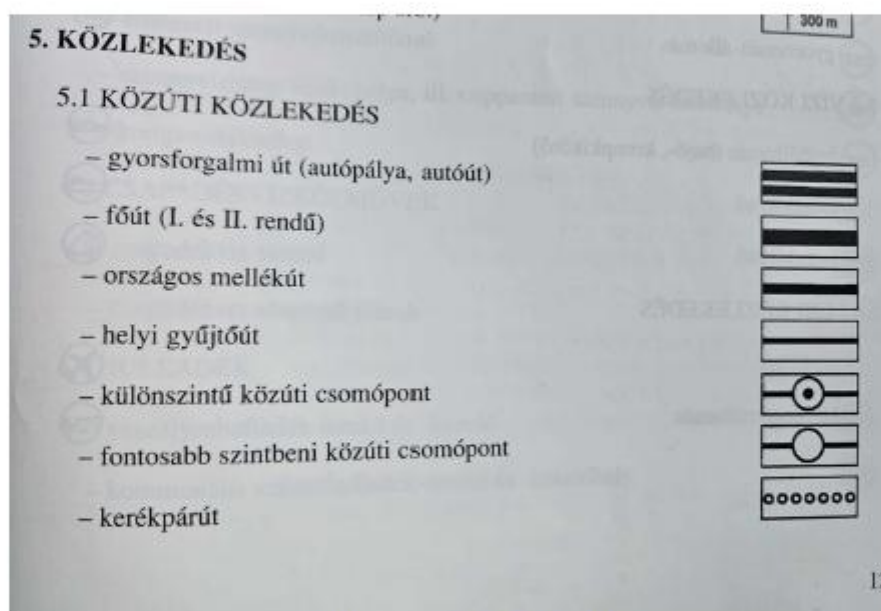 300 m
5. KÖZLEKEDÉS
5.1 KÖZÚTI KÖZLEKEDÉS
– gyorsforgalmi út (autópálya, autóút)
– főút (I. és II. rendű)
– országos mellékút
– helyi gyűjtőút
– különszintű közúti csomópont
– fontosabb szintbeni közúti csomópont
– kerékpárút